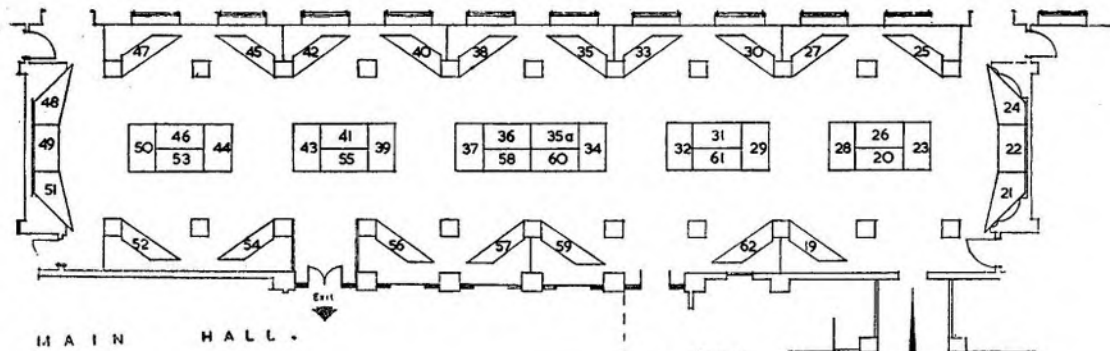 47 45 42 40 38 35 33 30 27 25
48 24
46 41 36 35a 31 26
50 44 43 39 37 34 32 29 28 23
49 22
53 55 58 60 61 20
51 21
52 54 56 57 59 62 19
Exit
MAIN HALL.